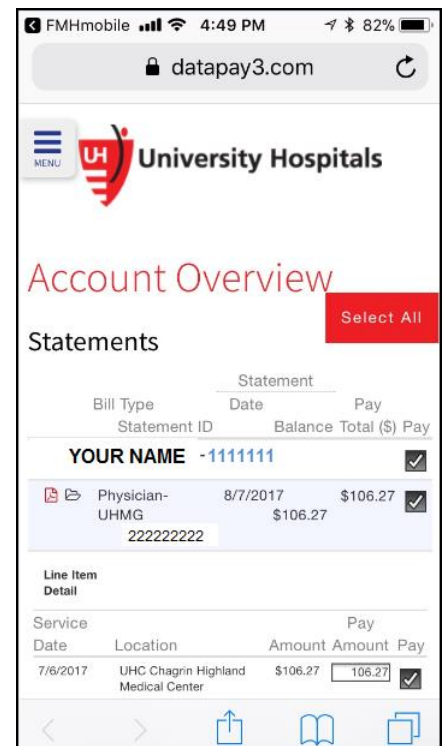 FMHmobile 4:49 PM 82%
datapay3.com
MENU
UH University Hospitals
Account Overview
Select All
Statements
Statement
Bill Type Date Pay
Statement ID Balance Total ($) Pay
YOUR NAME -1111111
Physician- 8/7/2017 $106.27
UHMG $106.27
222222222
Line Item
Detail
Service Pay
Date Location Amount Amount Pay
7/6/2017 UHC Chagrin Highland $106.27 106.27
Medical Center